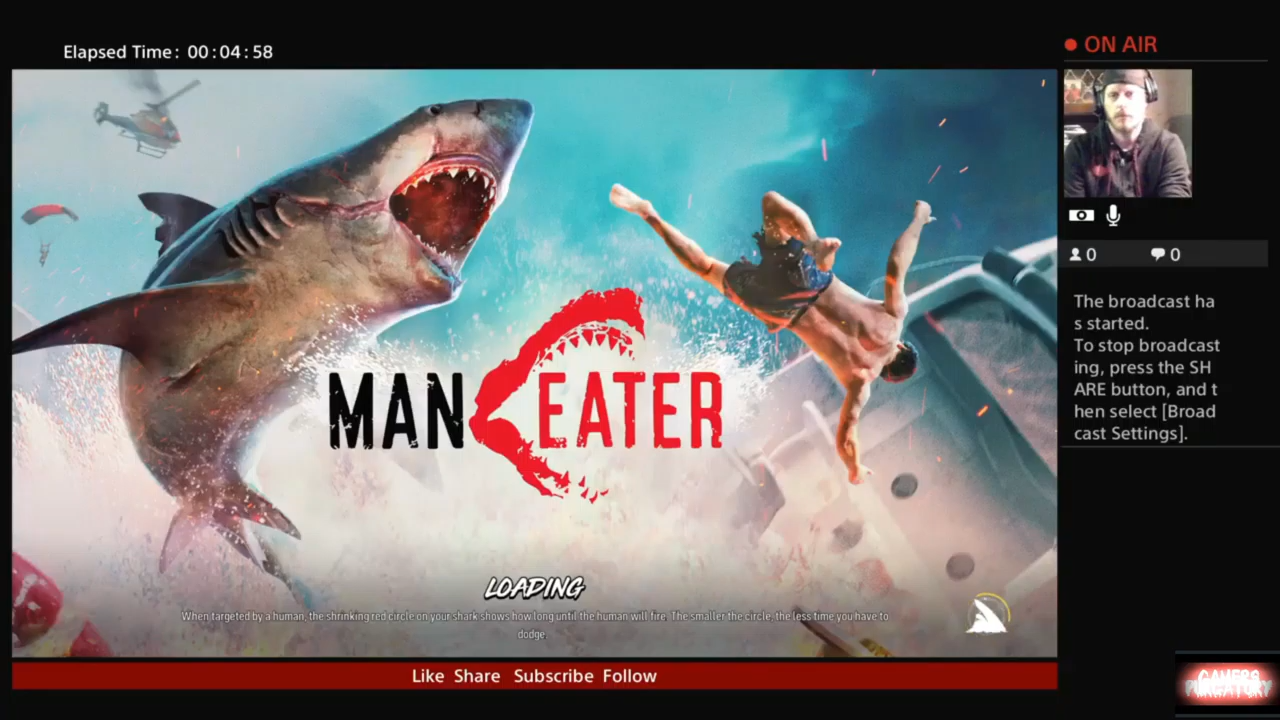 Elapsed Time: 00:04:58
ON AIR
0 0
The broadcast ha
s started.
To stop broadcast
ing, press the SH
ARE button, and t
hen select [Broad
cast Settings].
MAN EATER
LOADING
When targeted by a human, the shrinking red circle on your shark shows how long until the human will fire. The smaller the circle, the less time you have to
dodge.
Like Share Subscribe Follow
GAMERS
PURGATORY